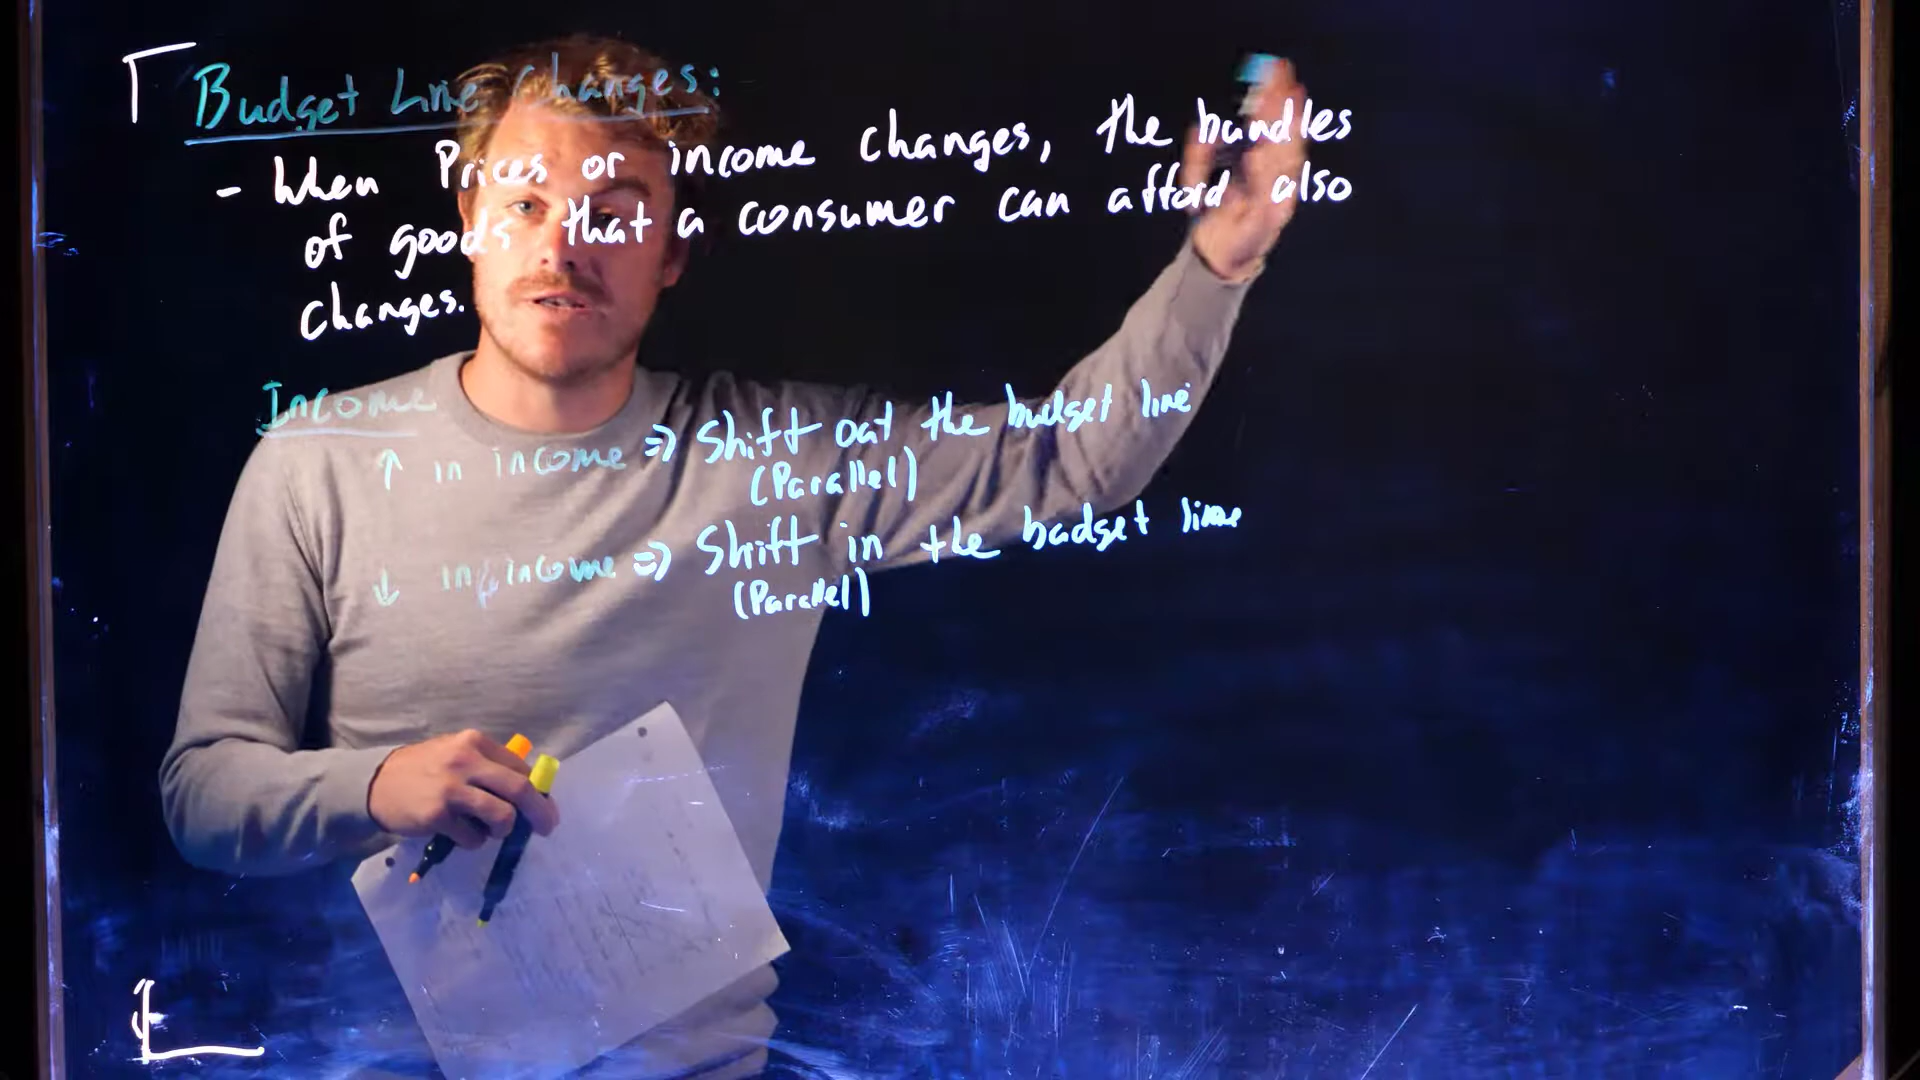 Budget Line Changes:
- When Prices or income changes, the bundles
of goods that a consumer can afford also
changes.
Income
↑ in income => Shift out the budget line
(Parallel)
↓ in income => Shift in the budget line
(Parallel)